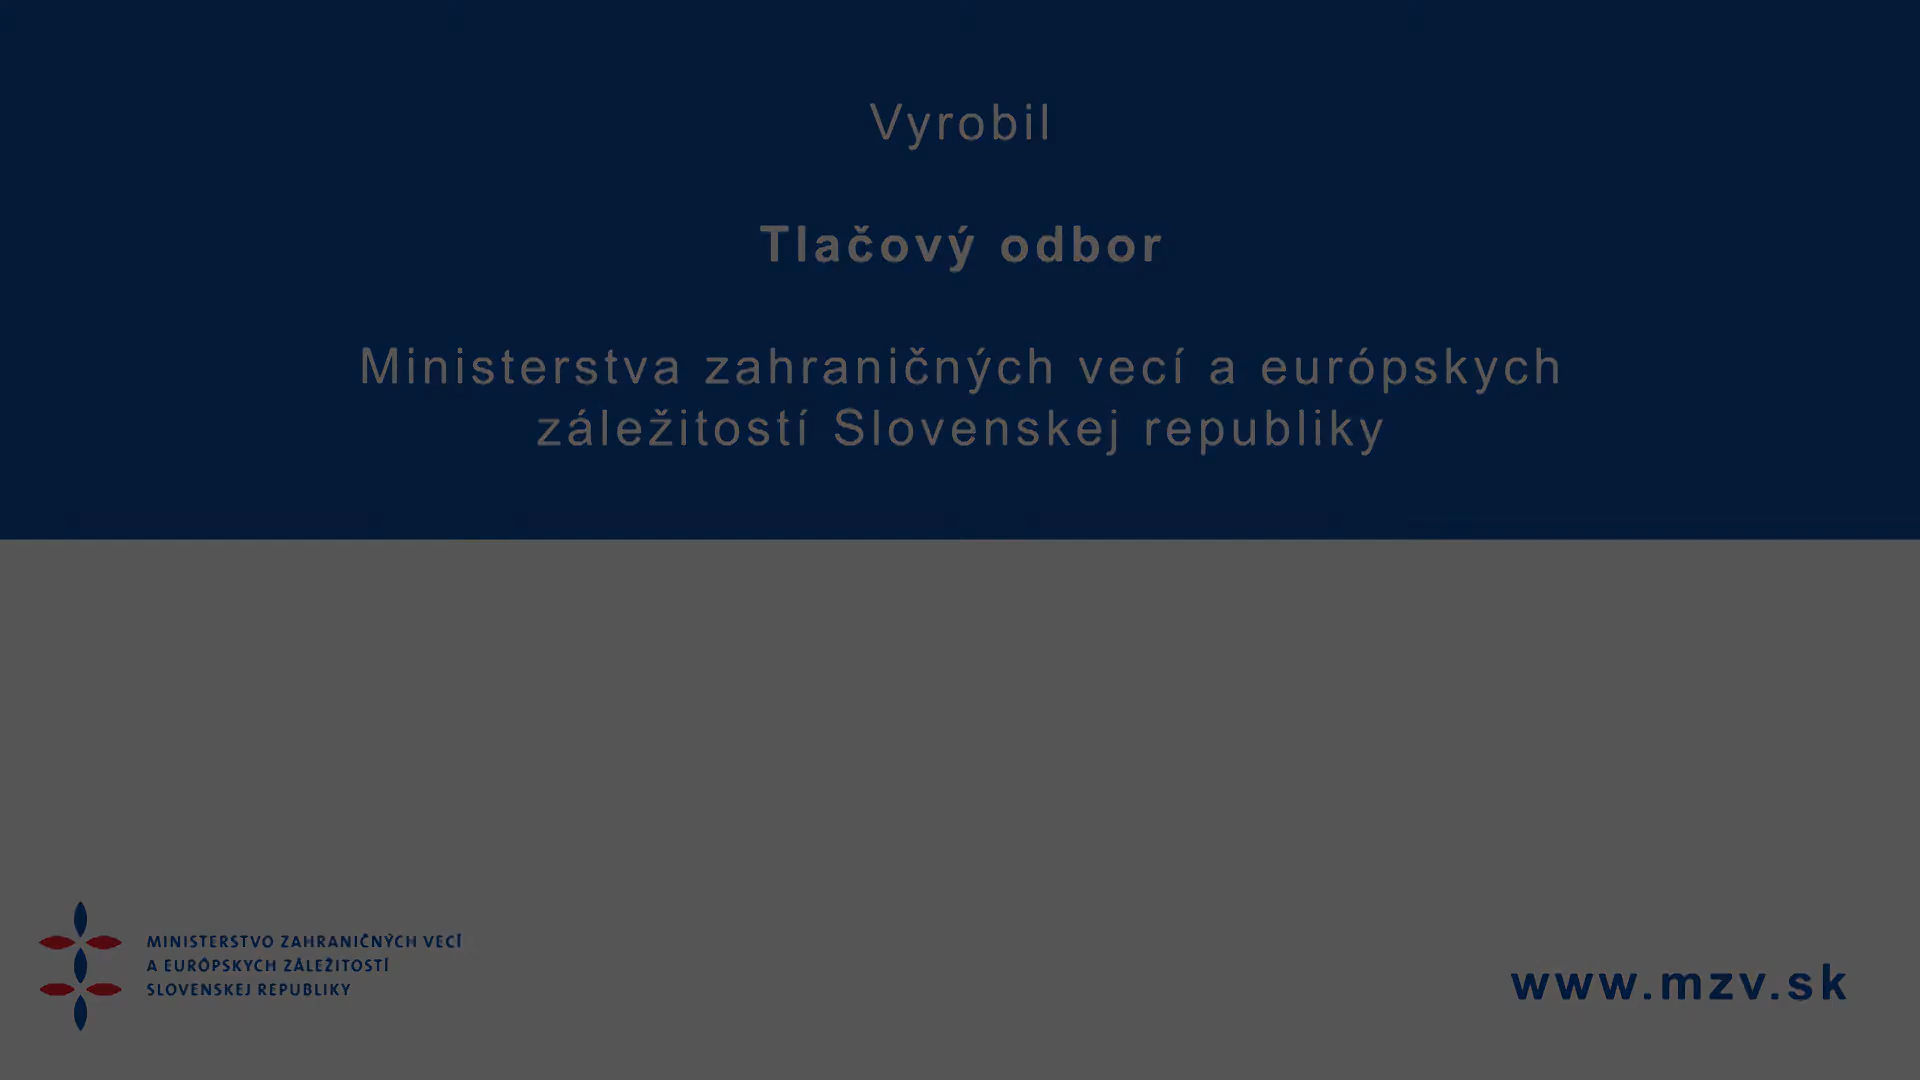 Vyrobil
Tlačový odbor
Ministerstva zahraničných vecí a európskych
záležitostí Slovenskej republiky
MINISTERSTVO ZAHRANIČNÝCH VECÍ
A EURÓPSKYCH ZÁLEŽITOSTÍ
SLOVENSKEJ REPUBLIKY
www.mzv.sk